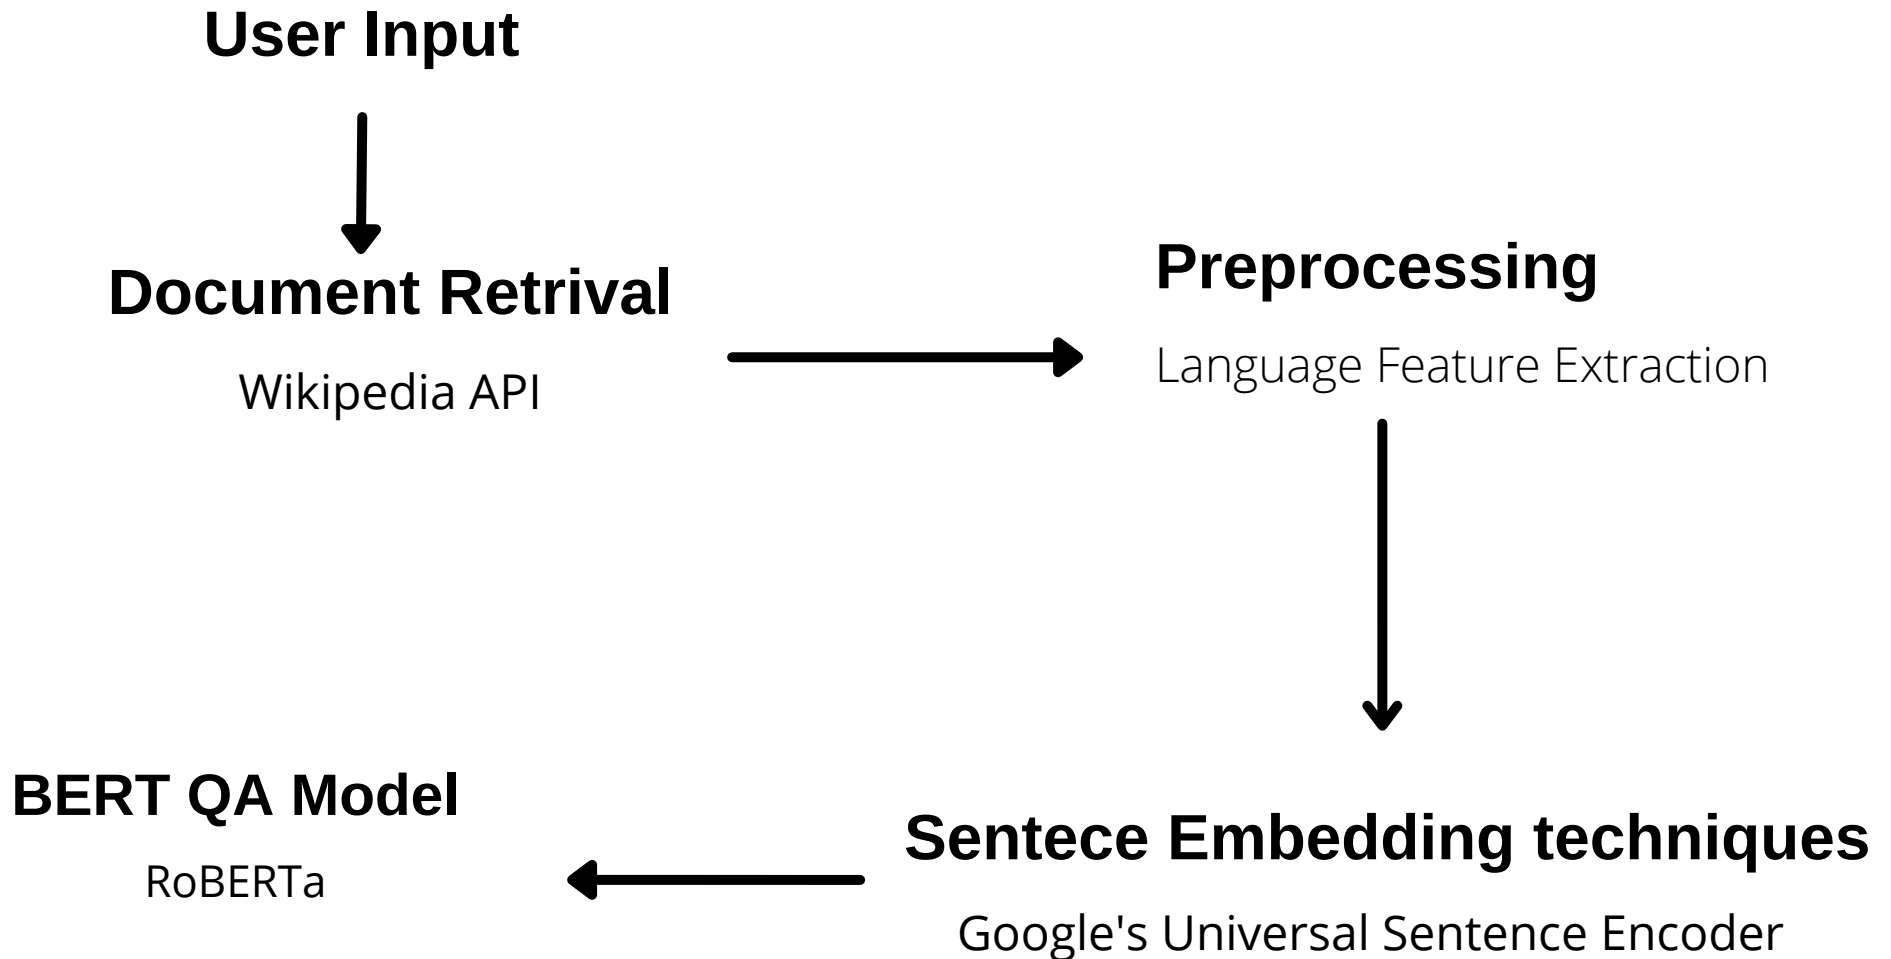 User Input
Document Retrival
Wikipedia API
Preprocessing
Language Feature Extraction
Sentece Embedding techniques
Google's Universal Sentence Encoder
BERT QA Model
RoBERTa